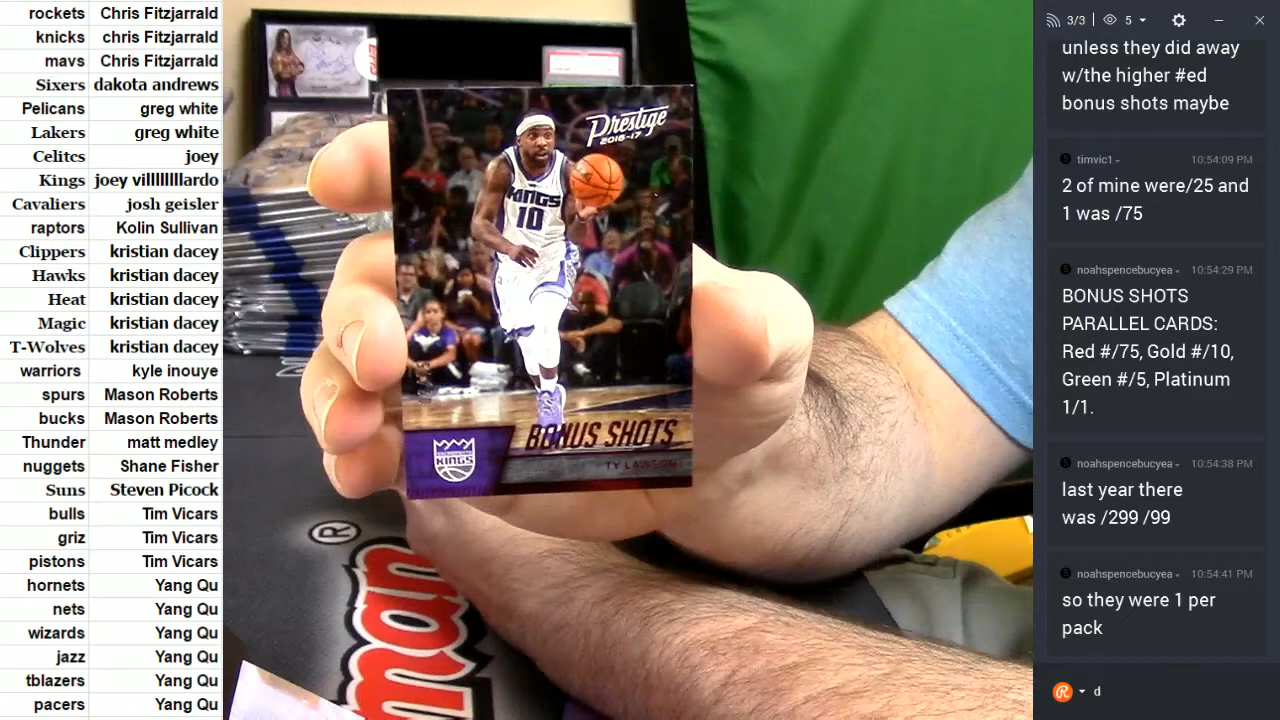 rockets Chris Fitzjarrald
knicks chris Fitzjarrald
mavs Chris Fitzjarrald
Sixers dakota andrews
Pelicans greg white
Lakers greg white
Celitcs joey
Kings joey villlllllllardo
Cavaliers josh geisler
raptors Kolin Sullivan
Clippers kristian dacey
Hawks kristian dacey
Heat kristian dacey
Magic kristian dacey
T-Wolves kristian dacey
warriors kyle inouye
spurs Mason Roberts
bucks Mason Roberts
Thunder matt medley
nuggets Shane Fisher
Suns Steven Picock
bulls Tim Vicars
griz Tim Vicars
pistons Tim Vicars
hornets Yang Qu
nets Yang Qu
wizards Yang Qu
jazz Yang Qu
tblazers Yang Qu
pacers Yang Qu
Prestige
2016-17
KINGS
10
BONUS SHOTS
TY LAWSON
KINGS
®
man
3/3 5
unless they did away
w/the higher #ed
bonus shots maybe
timvic1 10:54:09 PM
2 of mine were/25 and
1 was /75
noahspencebucyea 10:54:29 PM
BONUS SHOTS
PARALLEL CARDS:
Red #/75, Gold #/10,
Green #/5, Platinum
1/1.
noahspencebucyea 10:54:38 PM
last year there
was /299 /99
noahspencebucyea 10:54:41 PM
so they were 1 per
pack
d